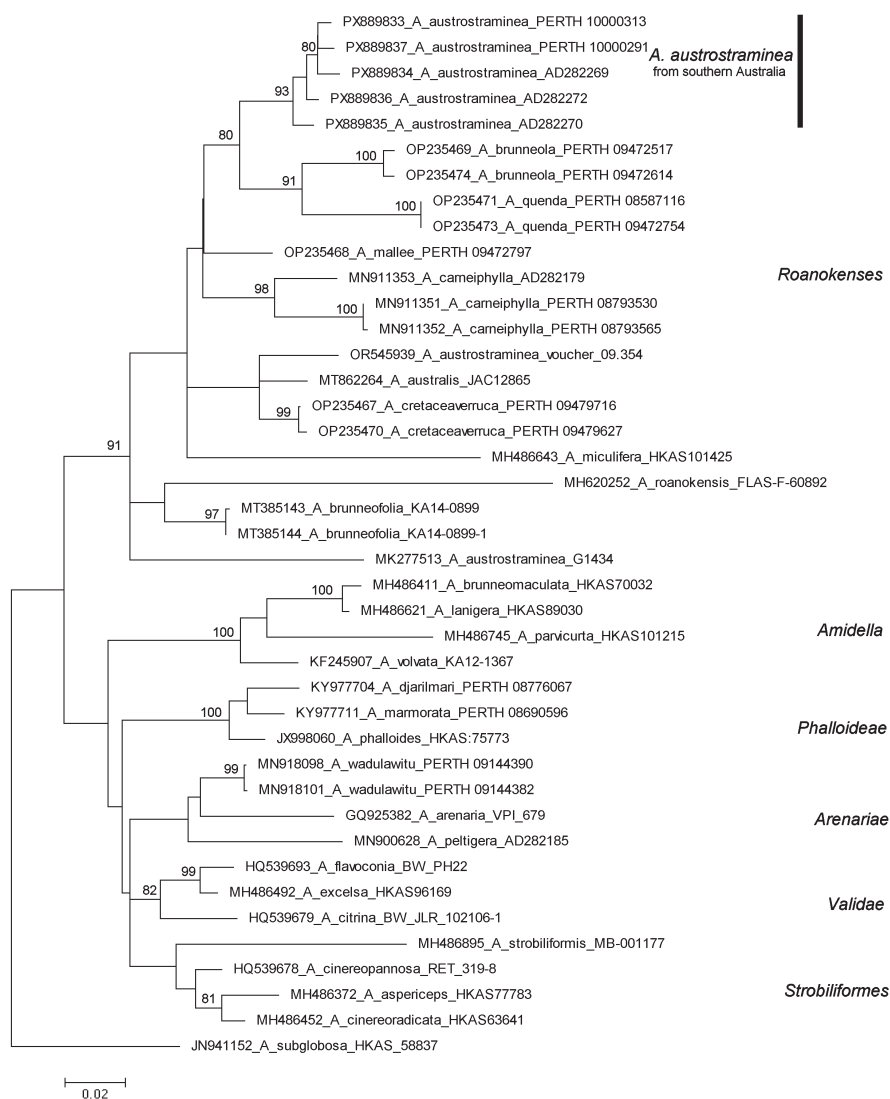 PX889833_A_austrostraminea_PERTH 10000313
80
PX889837_A_austrostraminea_PERTH 10000291
A. austrostraminea
from southern Australia
PX889834_A_austrostraminea_AD282269
93
PX889836_A_austrostraminea_AD282272
PX889835_A_austrostraminea_AD282270
80
OP235469_A_brunneola_PERTH 09472517
100
OP235474_A_brunneola_PERTH 09472614
91
OP235471_A_quenda_PERTH 08587116
100
OP235473_A_quenda_PERTH 09472754
OP235468_A_mallee_PERTH 09472797
Roanokenses
MN911353_A_carneiphylla_AD282179
98
MN911351_A_carneiphylla_PERTH 08793530
100
MN911352_A_carneiphylla_PERTH 08793565
OR545939_A_austrostraminea_voucher_09.354
MT862264_A_australis_JAC12865
OP235467_A_cretaceaverruca_PERTH 09479716
99
OP235470_A_cretaceaverruca_PERTH 09479627
91
MH486643_A_miculifera_HKAS101425
MH620252_A_roanokensis_FLAS-F-60892
MT385143_A_brunneofolia_KA14-0899
97
MT385144_A_brunneofolia_KA14-0899-1
MK277513_A_austrostraminea_G1434
MH486411_A_brunneomaculata_HKAS70032
100
MH486621_A_lanigera_HKAS89030
Amidella
100
MH486745_A_parvicurta_HKAS101215
KF245907_A_volvata_KA12-1367
KY977704_A_djarilmari_PERTH 08776067
100
KY977711_A_marmorata_PERTH 08690596
Phalloideae
JX998060_A_phalloides_HKAS:75773
MN918098_A_wadulawitu_PERTH 09144390
99
MN918101_A_wadulawitu_PERTH 09144382
GQ925382_A_arenaria_VPI_679
Arenariae
MN900628_A_peltigera_AD282185
HQ539693_A_flavoconia_BW_PH22
99
MH486492_A_excelsa_HKAS96169
82
Validae
HQ539679_A_citrina_BW_JLR_102106-1
MH486895_A_strobiliformis_MB-001177
HQ539678_A_cinereopannosa_RET_319-8
Strobiliformes
MH486372_A_aspericeps_HKAS77783
81
MH486452_A_cinereoradicata_HKAS63641
JN941152_A_subglobosa_HKAS_58837
0.02